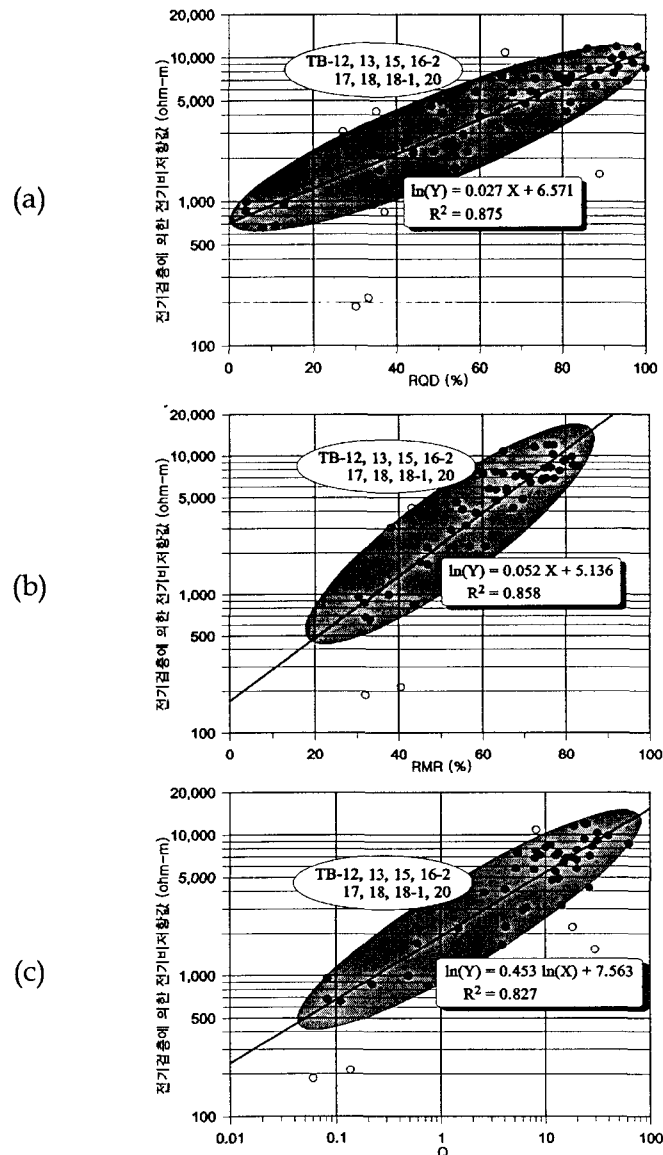 (a)
전기검층에 의한 전기비저항값 (ohm-m)
20,000
10,000
5,000
1,000
500
100
TB-12, 13, 15, 16-2
17, 18, 18-1, 20
ln(Y) = 0.027 X + 6.571
R² = 0.875
0 20 40 60 80 100
RQD (%)
(b)
전기검층에 의한 전기비저항값 (ohm-m)
20,000
10,000
5,000
1,000
500
100
TB-12, 13, 15, 16-2
17, 18, 18-1, 20
ln(Y) = 0.052 X + 5.136
R² = 0.858
0 20 40 60 80 100
RMR (%)
(c)
전기검층에 의한 전기비저항값 (ohm-m)
20,000
10,000
5,000
1,000
500
100
TB-12, 13, 15, 16-2
17, 18, 18-1, 20
ln(Y) = 0.453 ln(X) + 7.563
R² = 0.827
0.01 0.1 1 10 100
Q